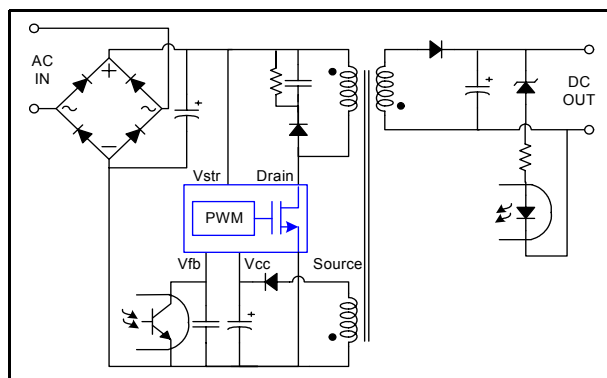 AC
IN
+
~
~
−
+
+
DC
OUT
Vstr
Drain
PWM
Vfb
Vcc
Source
+